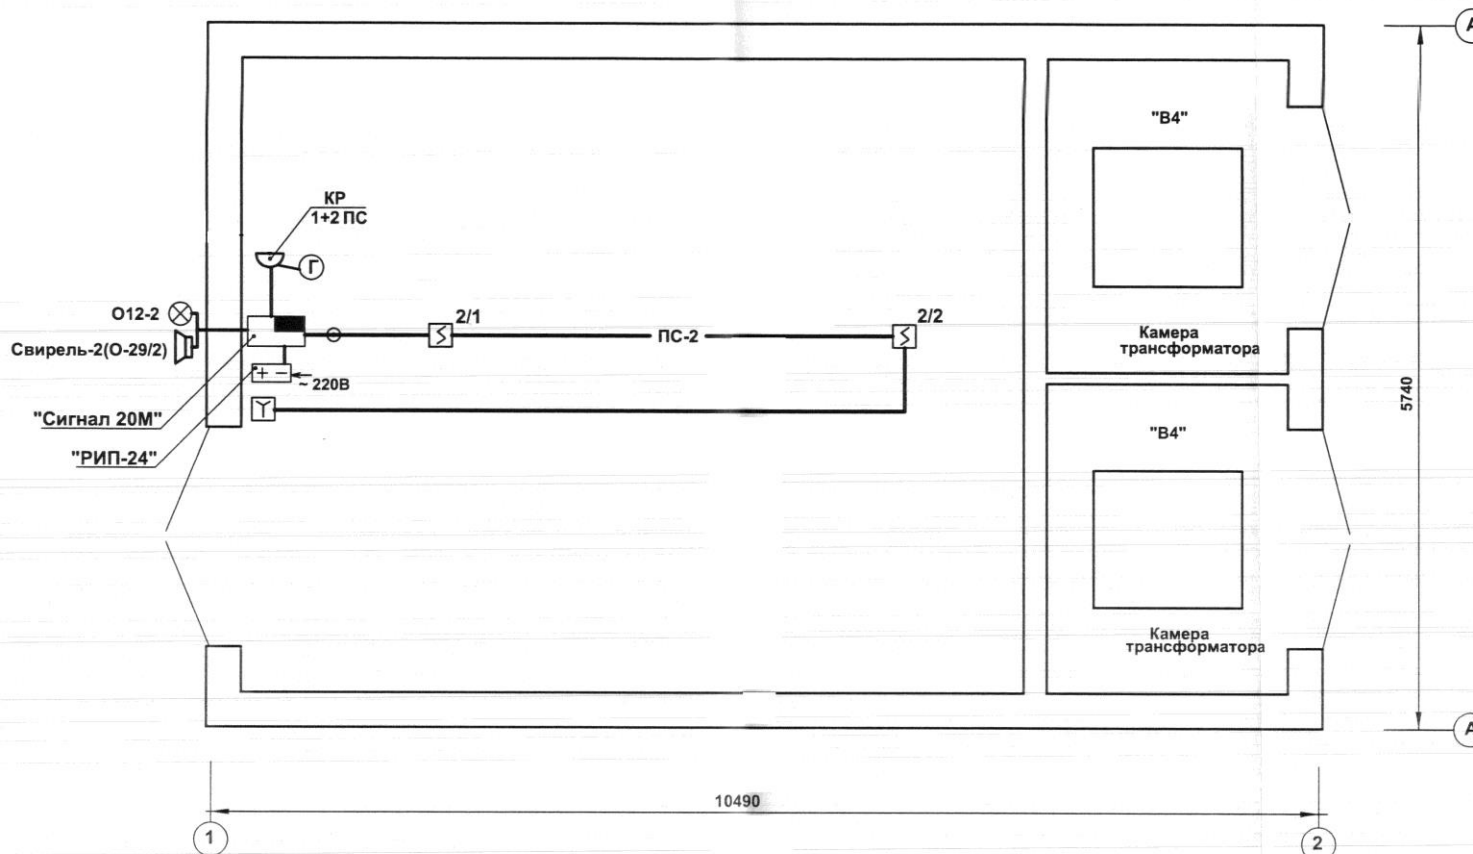 А
"В4"
КР
1+2 ПС
Г
О12-2
2/1
ПС-2
2/2
Свирель-2(О-29/2)
Камера
трансформатора
+ −
~ 220В
"Сигнал 20М"
"РИП-24"
"В4"
5740
Камера
трансформатора
А
10490
1
2